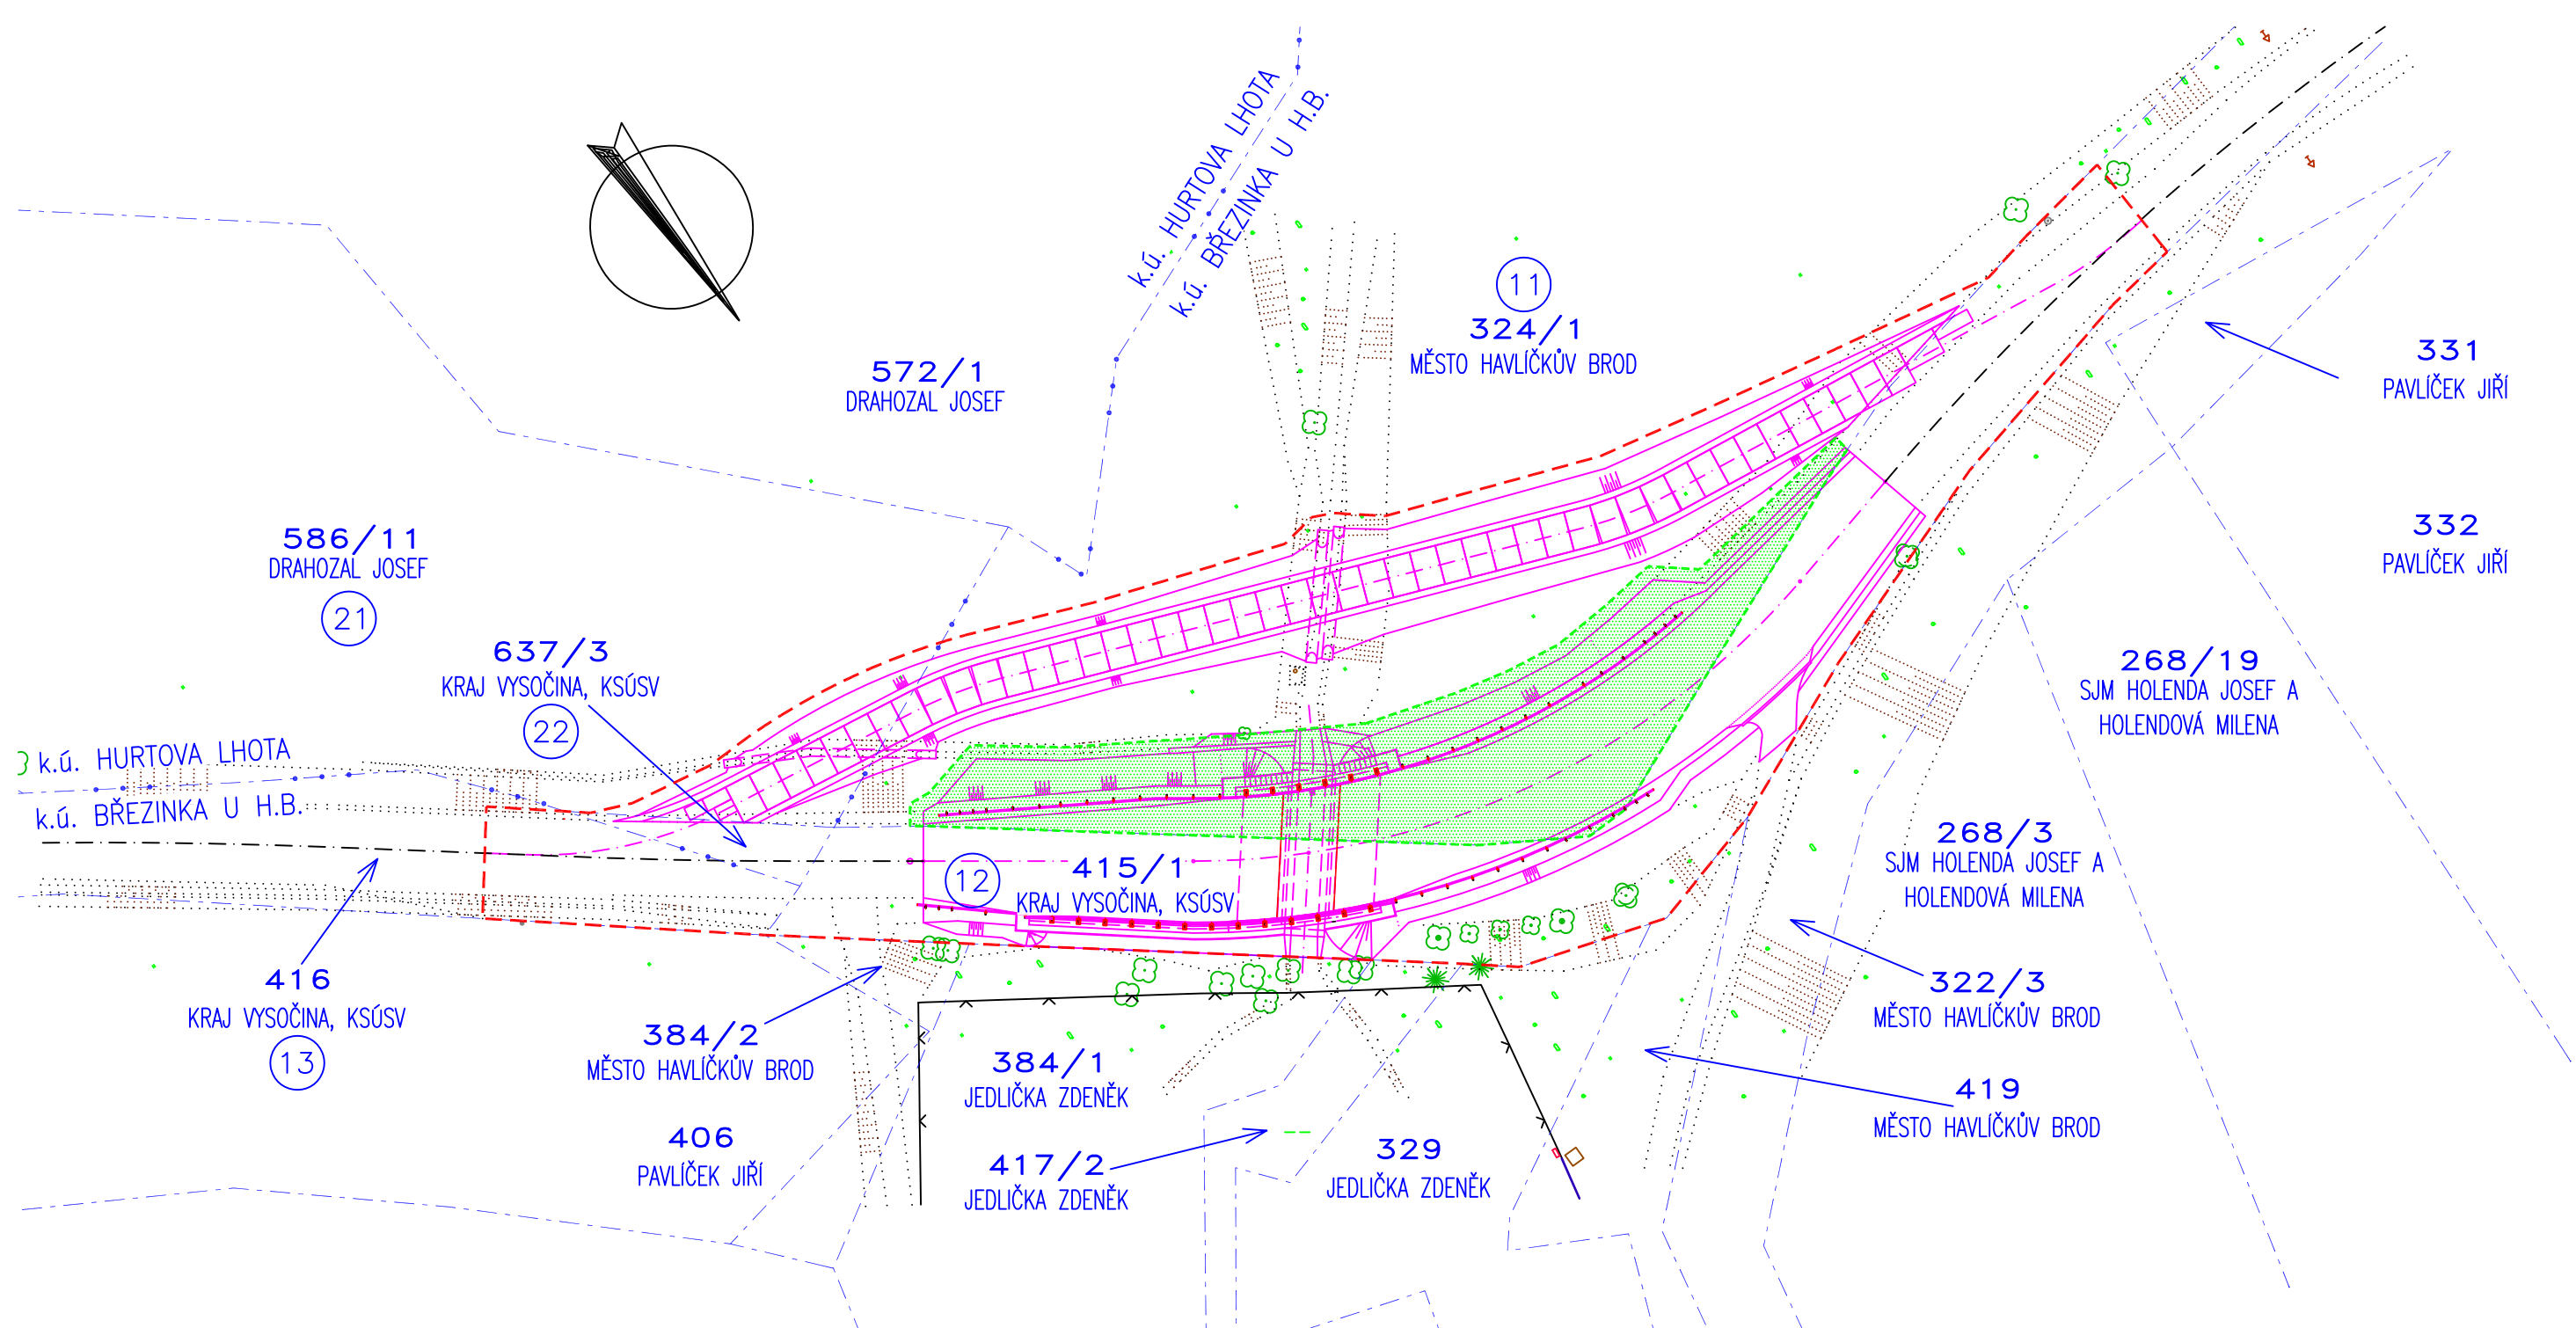 k.ú. HURTOVA LHOTA
k.ú. BŘEZINKA U H.B.
11
324/1
MĚSTO HAVLÍČKŮV BROD
572/1
DRAHOZAL JOSEF
331
PAVLÍČEK JIŘÍ
586/11
DRAHOZAL JOSEF
21
332
PAVLÍČEK JIŘÍ
637/3
KRAJ VYSOČINA, KSÚSV
22
268/19
SJM HOLENDA JOSEF A
HOLENDOVÁ MILENA
k.ú. HURTOVA LHOTA
k.ú. BŘEZINKA U H.B.
268/3
SJM HOLENDA JOSEF A
HOLENDOVÁ MILENA
12
415/1
KRAJ VYSOČINA, KSÚSV
416
KRAJ VYSOČINA, KSÚSV
13
322/3
MĚSTO HAVLÍČKŮV BROD
384/2
MĚSTO HAVLÍČKŮV BROD
384/1
JEDLIČKA ZDENĚK
419
MĚSTO HAVLÍČKŮV BROD
406
PAVLÍČEK JIŘÍ
417/2
JEDLIČKA ZDENĚK
329
JEDLIČKA ZDENĚK